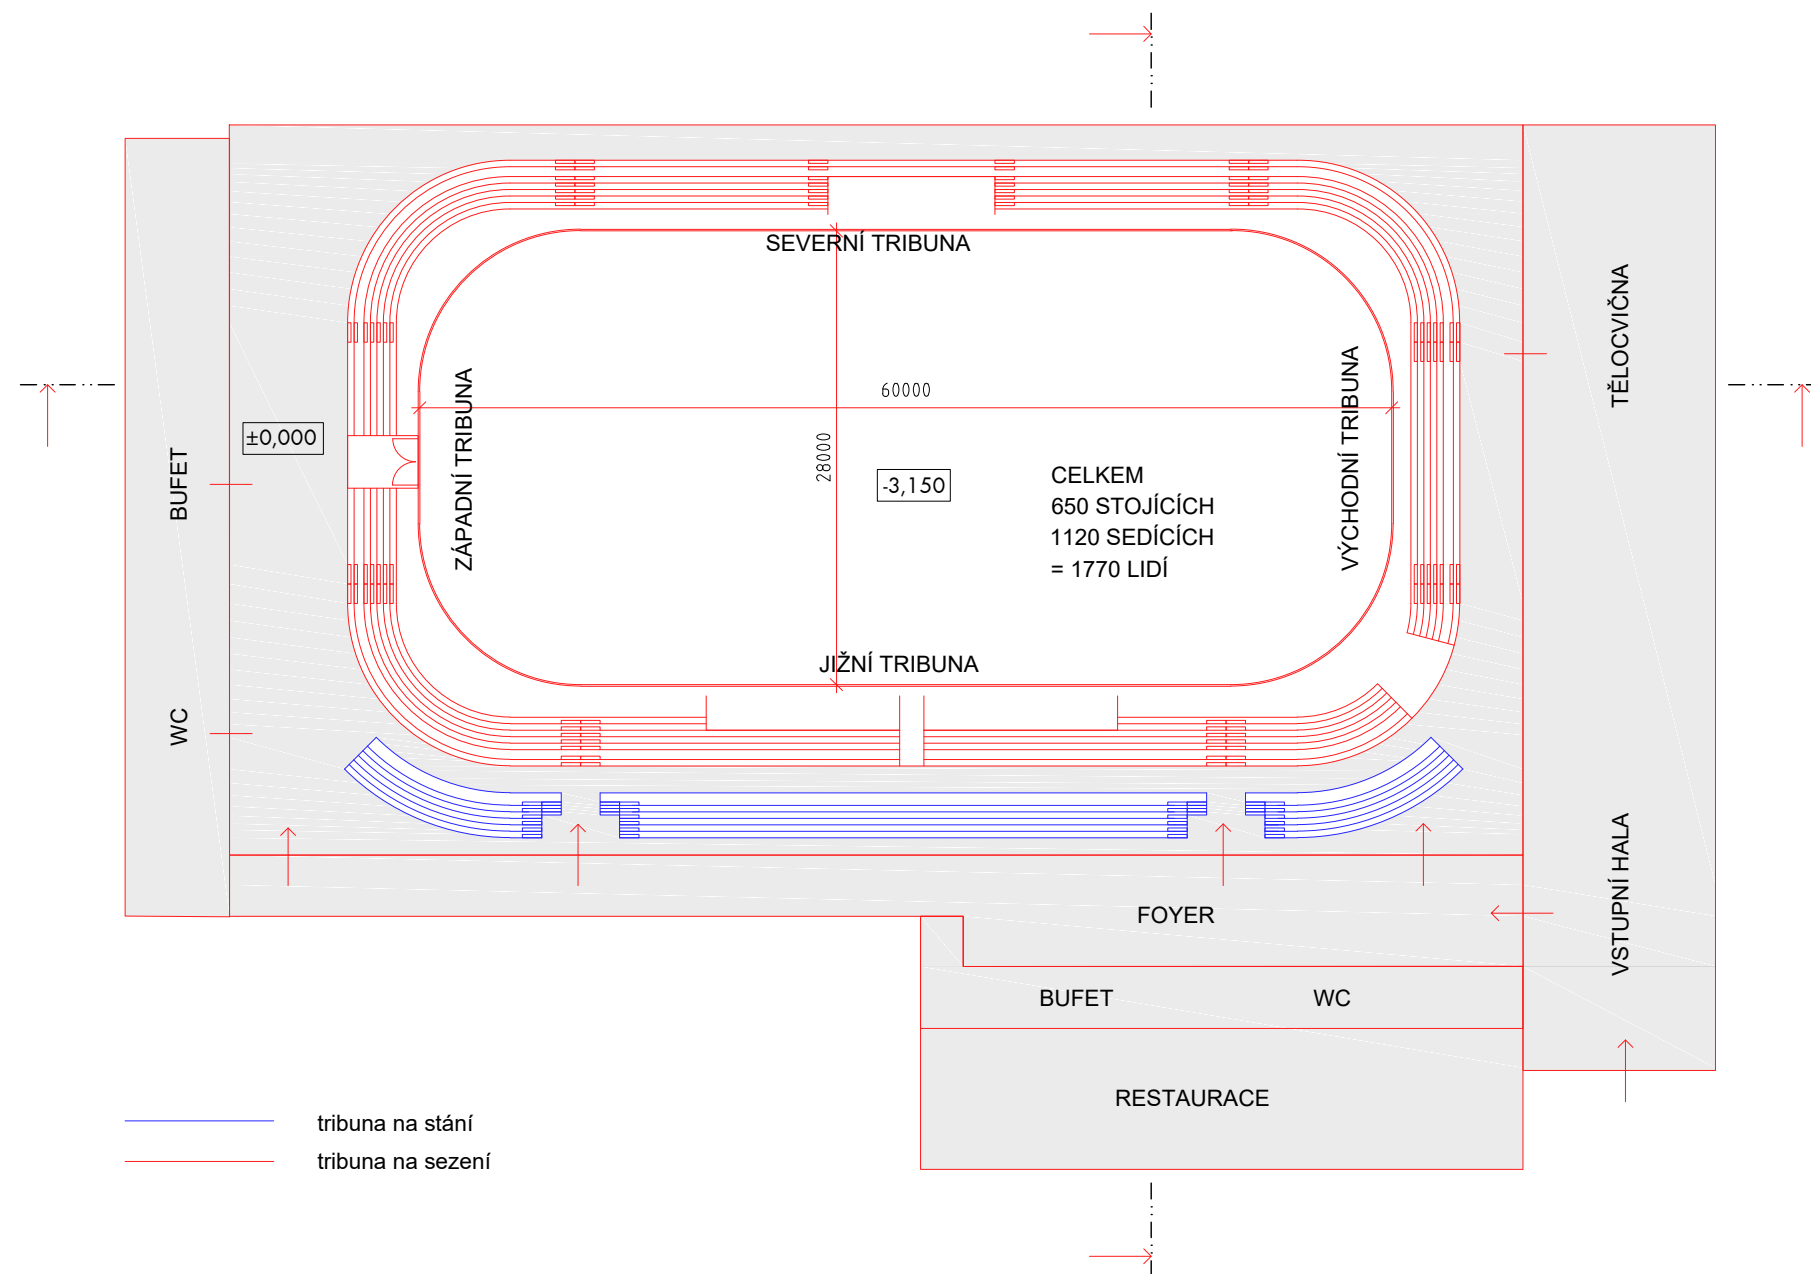 SEVERNÍ TRIBUNA
TĚLOCVIČNA
ZÁPADNÍ TRIBUNA
60000
VÝCHODNÍ TRIBUNA
±0,000
BUFET
28000
-3,150
CELKEM
650 STOJÍCÍCH
1120 SEDÍCÍCH
= 1770 LIDÍ
JIŽNÍ TRIBUNA
WC
VSTUPNÍ HALA
FOYER
BUFET
WC
RESTAURACE
tribuna na stání
tribuna na sezení